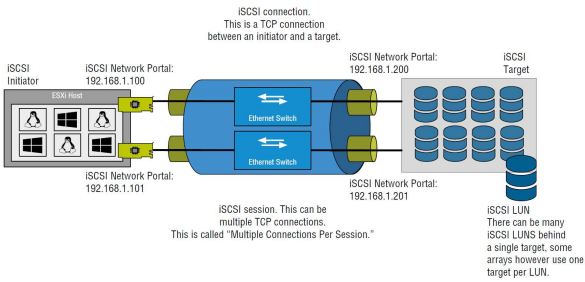 iSCSI connection.
This is a TCP connection
between an initiator and a target.
iSCSI
Initiator
iSCSI Network Portal:
192.168.1.100
iSCSI Network Portal:
192.168.1.200
iSCSI
Target
ESXi Host
Ethernet Switch
Ethernet Switch
iSCSI Network Portal:
192.168.1.101
iSCSI Network Portal:
192.168.1.201
iSCSI session. This can be
multiple TCP connections.
This is called "Multiple Connections Per Session."
iSCSI LUN
There can be many
iSCSI LUNS behind
a single target, some
arrays however use one
target per LUN.